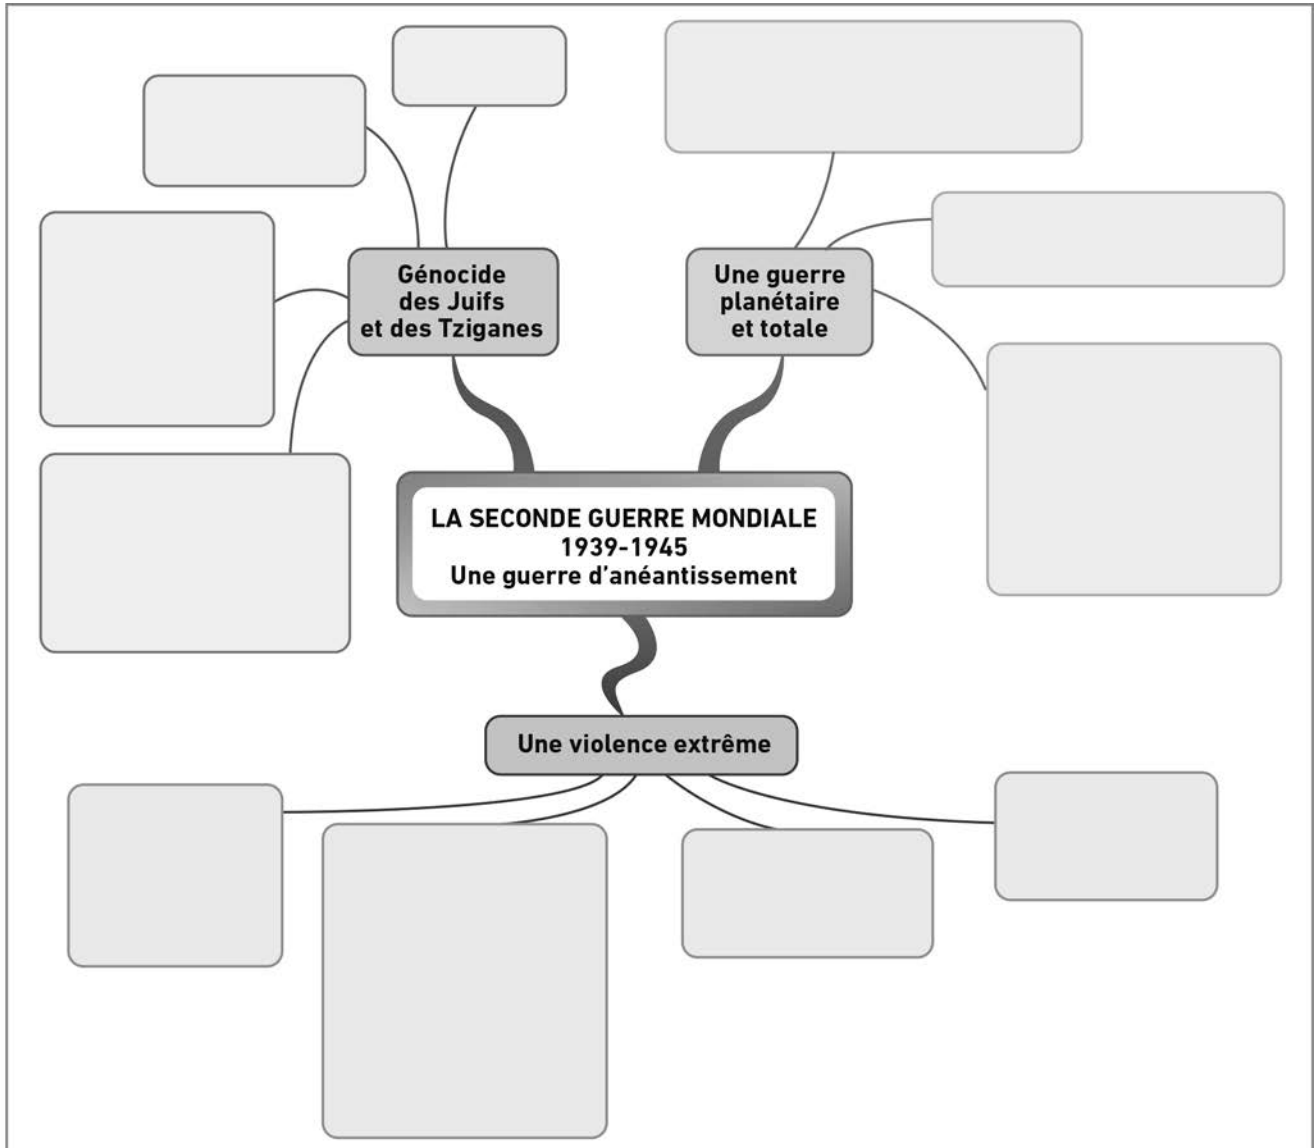 Génocide
des Juifs
et des Tziganes
Une guerre
planétaire
et totale
LA SECONDE GUERRE MONDIALE
1939-1945
Une guerre d'anéantissement
Une violence extrême